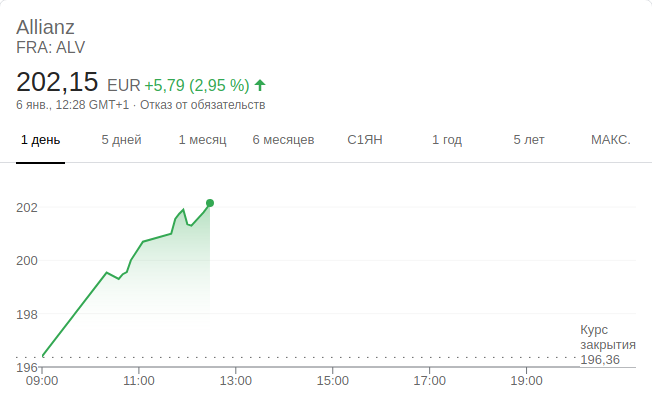 Allianz
FRA: ALV
202,15 EUR +5,79 (2,95 %)
6 янв., 12:28 GMT+1 · Отказ от обязательств
1 день 5 дней 1 месяц 6 месяцев С1ЯН 1 год 5 лет МАКС.
202
200
198
Курс
закрытия
196,36
196
09:00 11:00 13:00 15:00 17:00 19:00